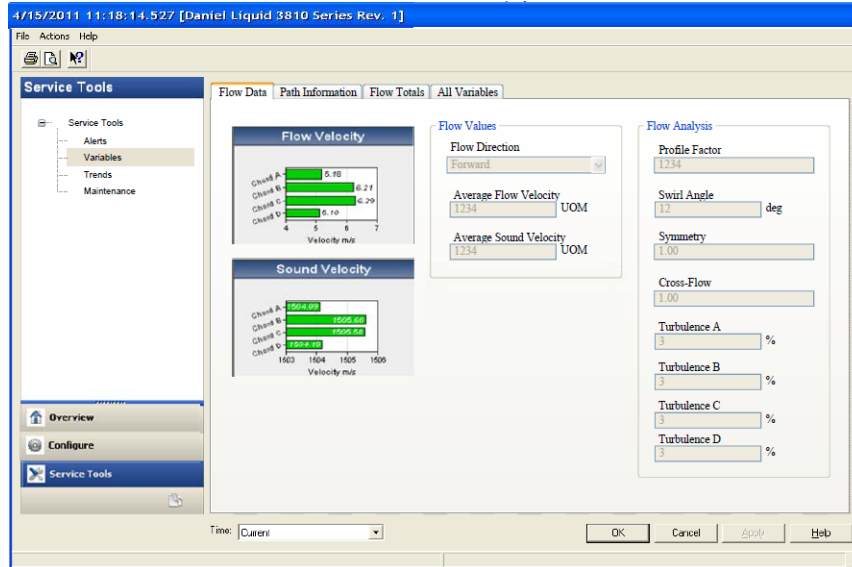 4/15/2011 11:18:14.527 [Daniel Liquid 3810 Series Rev. 1]
File Actions Help
Service Tools
Service Tools
Alerts
Variables
Trends
Maintenance
Overview
Configure
Service Tools
Flow Data Path Information Flow Totals All Variables
Flow Velocity
Chord A 5.18
Chord B 6.21
Chord C 6.29
Chord D 5.10
4 5 6 7
Velocity m/s
Sound Velocity
Chord A 1504.09
Chord B 1505.60
Chord C 1505.58
Chord D 1504.10
1603 1604 1605 1606
Velocity m/s
Flow Values
Flow Direction
Forward
Average Flow Velocity
1234 UOM
Average Sound Velocity
1234 UOM
Flow Analysis
Profile Factor
1234
Swirl Angle
12 deg
Symmetry
1.00
Cross-Flow
1.00
Turbulence A
3 %
Turbulence B
3 %
Turbulence C
3 %
Turbulence D
3 %
Time: Current
OK Cancel Apply Help